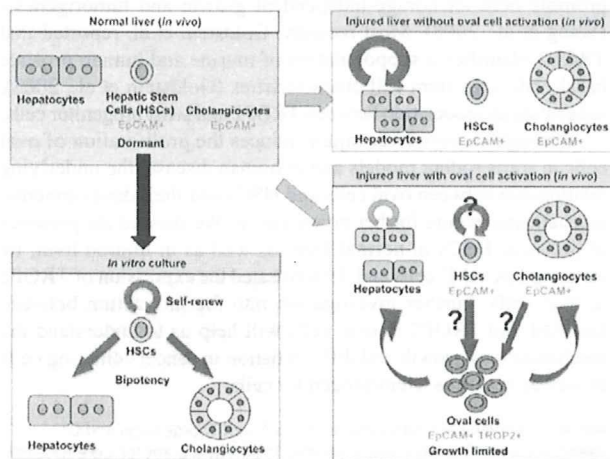 Normal liver (in vivo)
Hepatocytes
Hepatic Stem
Cells (HSCs)
EpCAM+
Cholangiocytes
EpCAM+
Dormant
Injured liver without oval cell activation (in vivo)
Hepatocytes
HSCs
EpCAM+
Cholangiocytes
EpCAM+
Injured liver with oval cell activation (in vivo)
?
Hepatocytes
HSCs
EpCAM+
Cholangiocytes
EpCAM+
?
?
Oval cells
EpCAM+ TROP2+
Growth limited
In vitro culture
Self-renew
HSCs
Bipotency
Hepatocytes
Cholangiocytes